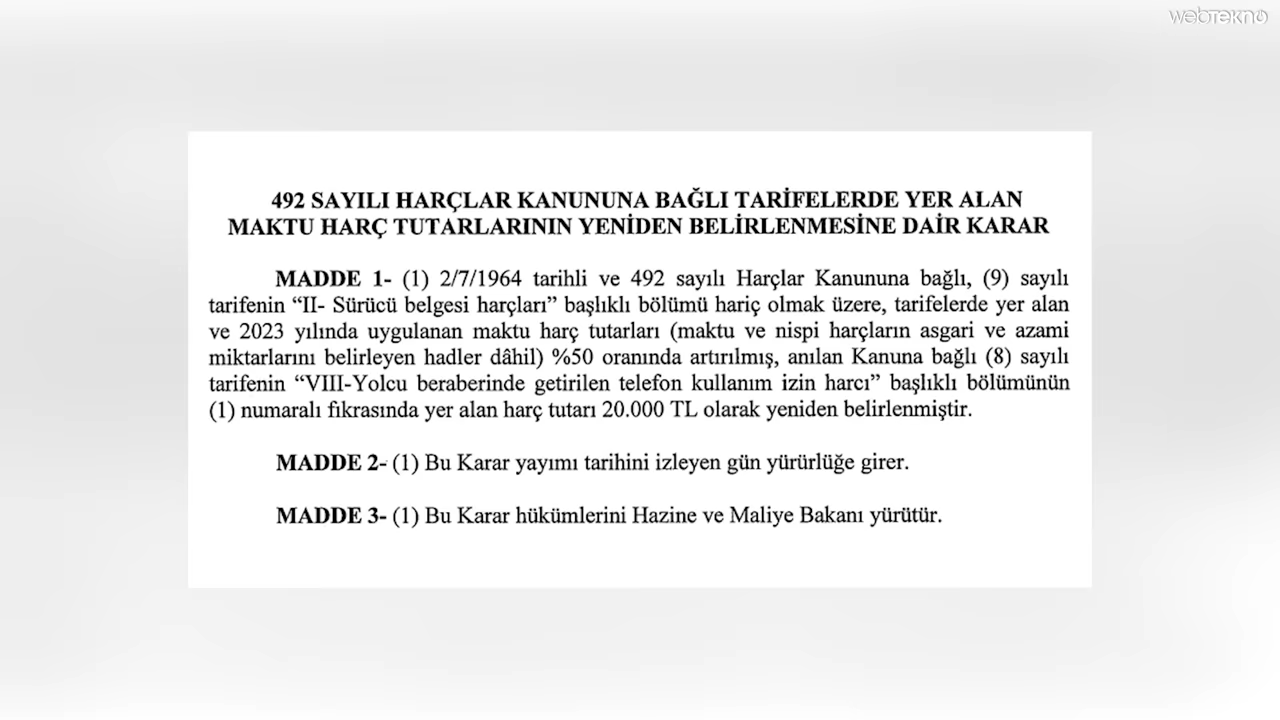 webtekno
492 SAYILI HARÇLAR KANUNUNA BAĞLI TARİFELERDE YER ALAN
MAKTU HARÇ TUTARLARININ YENİDEN BELİRLENMESİNE DAİR KARAR
MADDE 1- (1) 2/7/1964 tarihli ve 492 sayılı Harçlar Kanununa bağlı, (9) sayılı
tarifenin “II- Sürücü belgesi harçları” başlıklı bölümü hariç olmak üzere, tarifelerde yer alan
ve 2023 yılında uygulanan maktu harç tutarları (maktu ve nispi harçların asgari ve azami
miktarlarını belirleyen hadler dâhil) %50 oranında artırılmış, anılan Kanuna bağlı (8) sayılı
tarifenin “VIII-Yolcu beraberinde getirilen telefon kullanım izin harcı” başlıklı bölümünün
(1) numaralı fıkrasında yer alan harç tutarı 20.000 TL olarak yeniden belirlenmiştir.
MADDE 2- (1) Bu Karar yayımı tarihini izleyen gün yürürlüğe girer.
MADDE 3- (1) Bu Karar hükümlerini Hazine ve Maliye Bakanı yürütür.